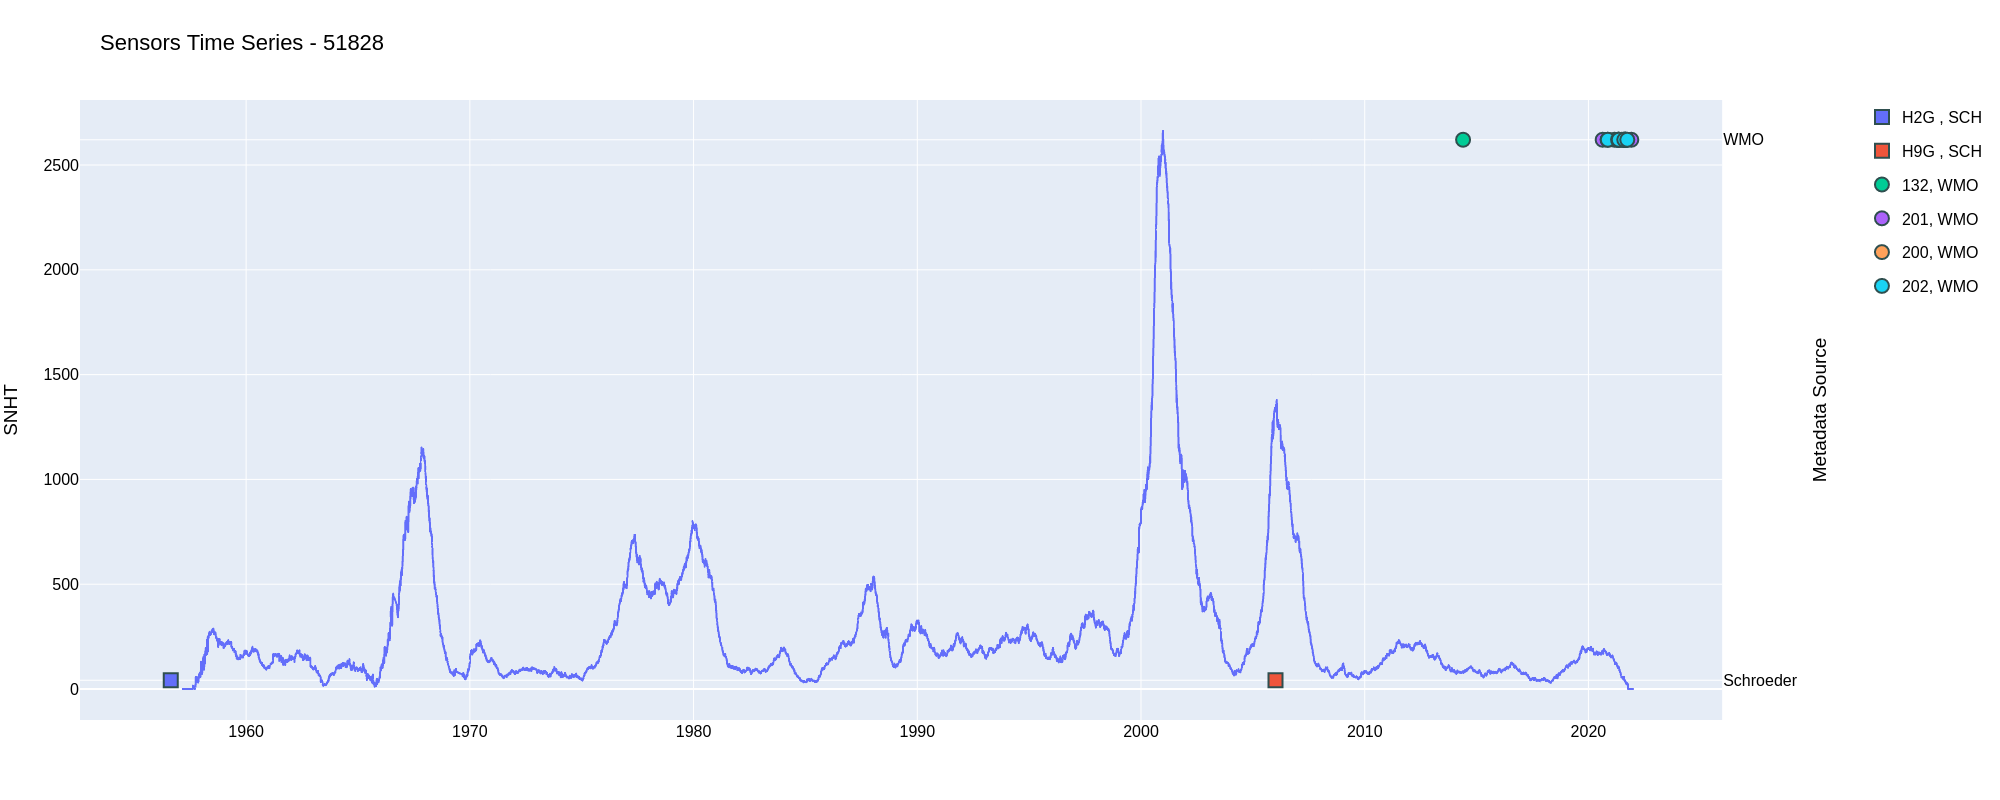 Sensors Time Series - 51828
SNHT
2500
2000
1500
1000
500
0
1960
1970
1980
1990
2000
2010
2020
WMO
Schroeder
Metadata Source
H2G , SCH
H9G , SCH
132, WMO
201, WMO
200, WMO
202, WMO